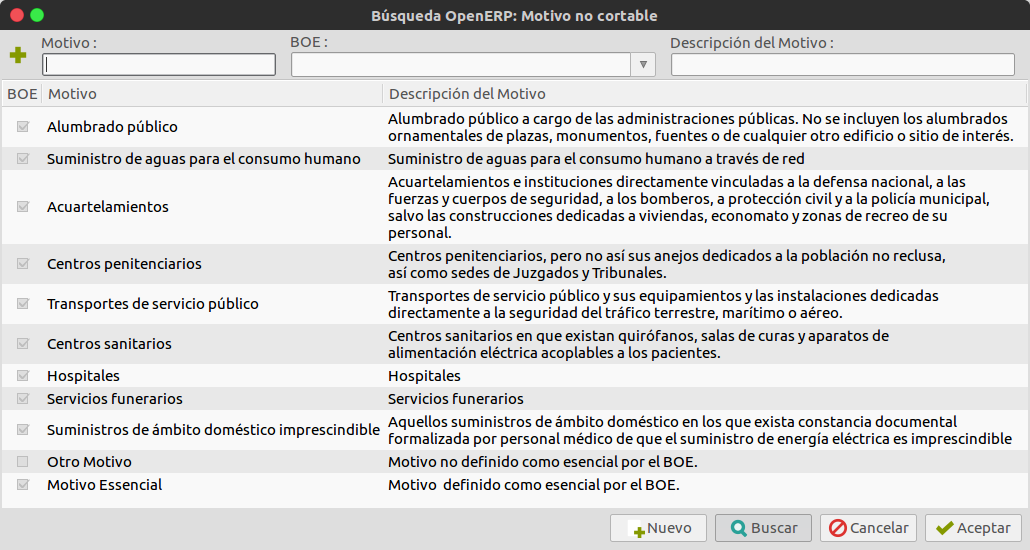 Búsqueda OpenERP: Motivo no cortable
Motivo :
BOE :
Descripción del Motivo :
BOE Motivo Descripción del Motivo
Alumbrado público
Alumbrado público a cargo de las administraciones públicas. No se incluyen los alumbrados
ornamentales de plazas, monumentos, fuentes o de cualquier otro edificio o sitio de interés.
Suministro de aguas para el consumo humano
Suministro de aguas para el consumo humano a través de red
Acuartelamientos
Acuartelamientos e instituciones directamente vinculadas a la defensa nacional, a las
fuerzas y cuerpos de seguridad, a los bomberos, a protección civil y a la policía municipal,
salvo las construcciones dedicadas a viviendas, economato y zonas de recreo de su
personal.
Centros penitenciarios
Centros penitenciarios, pero no así sus anejos dedicados a la población no reclusa,
así como sedes de Juzgados y Tribunales.
Transportes de servicio público
Transportes de servicio público y sus equipamientos y las instalaciones dedicadas
directamente a la seguridad del tráfico terrestre, marítimo o aéreo.
Centros sanitarios
Centros sanitarios en que existan quirófanos, salas de curas y aparatos de
alimentación eléctrica acoplables a los pacientes.
Hospitales
Hospitales
Servicios funerarios
Servicios funerarios
Suministros de ámbito doméstico imprescindible
Aquellos suministros de ámbito doméstico en los que exista constancia documental
formalizada por personal médico de que el suministro de energía eléctrica es imprescindible
Otro Motivo
Motivo no definido como esencial por el BOE.
Motivo Essencial
Motivo  definido como esencial por el BOE.
Nuevo
Buscar
Cancelar
Aceptar